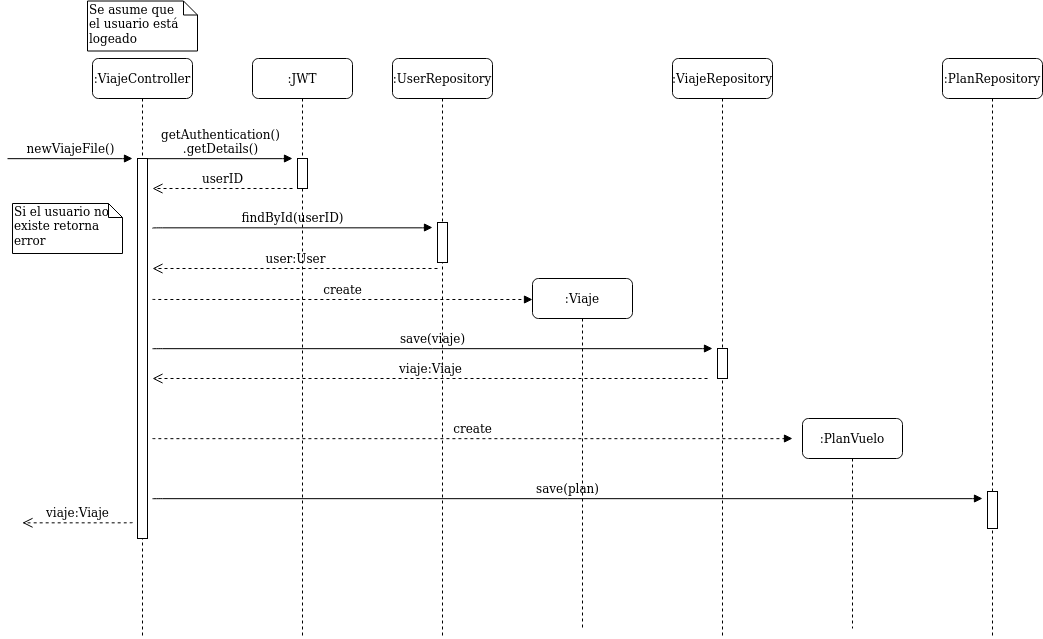 Se asume que
el usuario está
logeado
:ViajeController
:JWT
:UserRepository
:ViajeRepository
:PlanRepository
newViajeFile()
getAuthentication()
.getDetails()
userID
Si el usuario no
existe retorna
error
findById(userID)
user:User
create
:Viaje
save(viaje)
viaje:Viaje
create
:PlanVuelo
save(plan)
viaje:Viaje